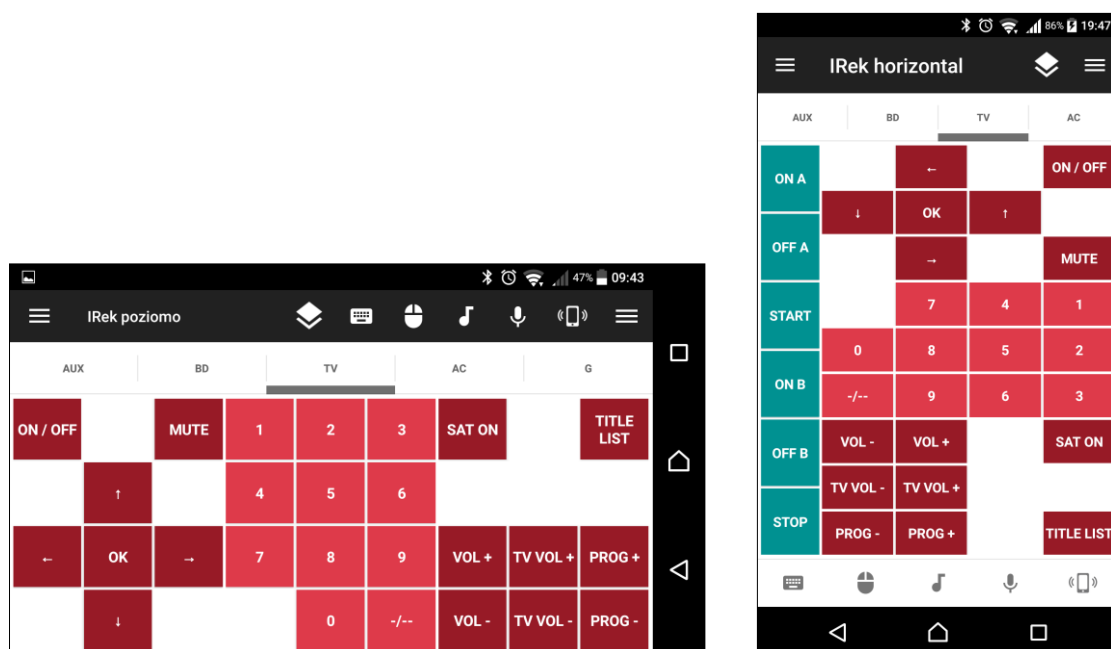 47% 09:43
IRek poziomo
AUX BD TV AC G
ON / OFF MUTE 1 2 3 SAT ON TITLE
LIST
↑ 4 5 6
← OK → 7 8 9 VOL + TV VOL + PROG +
↓ 0 -/-- VOL - TV VOL - PROG -
86% 19:47
IRek horizontal
AUX BD TV AC
ON A ← ON / OFF
↓ OK ↑
OFF A → MUTE
START 7 4 1
0 8 5 2
ON B -/-- 9 6 3
OFF B VOL - VOL + SAT ON
TV VOL - TV VOL +
STOP PROG - PROG + TITLE LIST